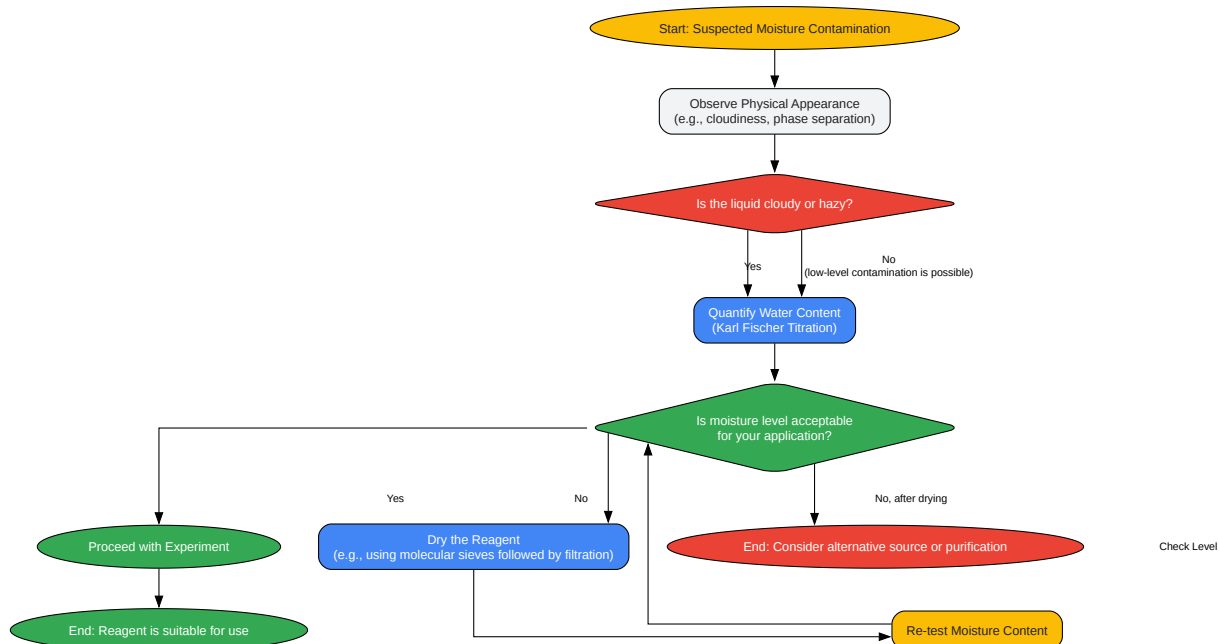 Start: Suspected Moisture Contamination
Observe Physical Appearance
(e.g., cloudiness, phase separation)
Is the liquid cloudy or hazy?
Yes
No
(low-level contamination is possible)
Quantify Water Content
(Karl Fischer Titration)
Is moisture level acceptable
for your application?
Yes
No
No, after drying
Proceed with Experiment
Dry the Reagent
(e.g., using molecular sieves followed by filtration)
End: Consider alternative source or purification
Check Level
End: Reagent is suitable for use
Re-test Moisture Content